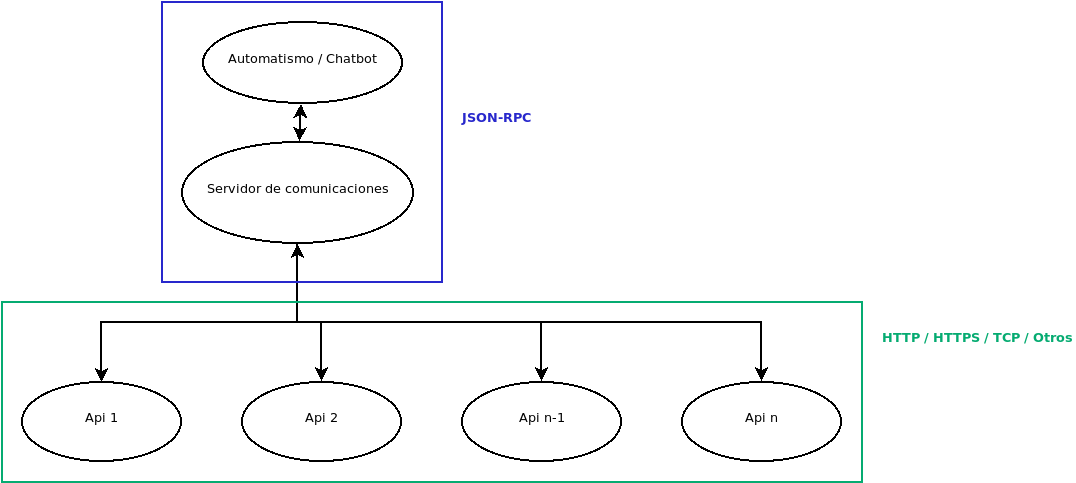 Automatismo / Chatbot
JSON-RPC
Servidor de comunicaciones
HTTP / HTTPS / TCP / Otros
Api 1
Api 2
Api n-1
Api n